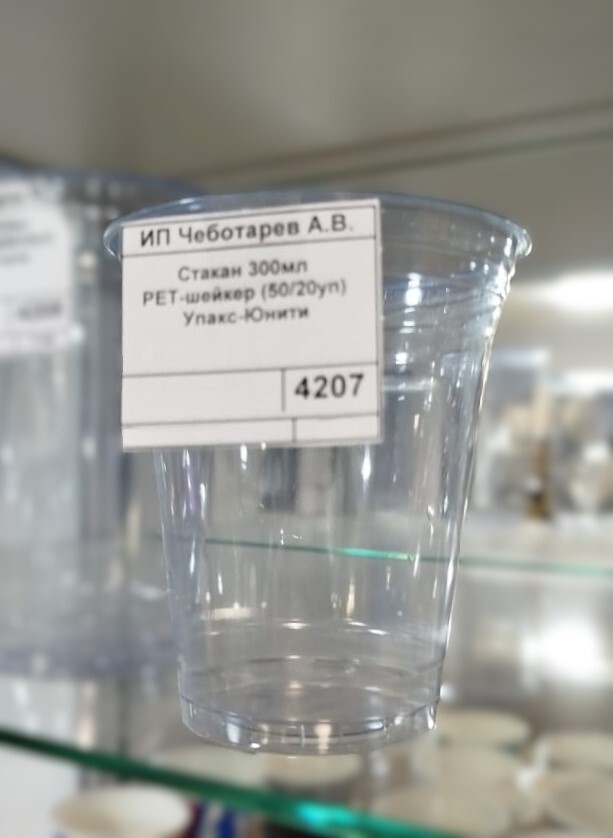 ИП Чеботарев А.В.
Стакан 300мл
PET-шейкер (50/20уп)
Упакс-Юнити
4207